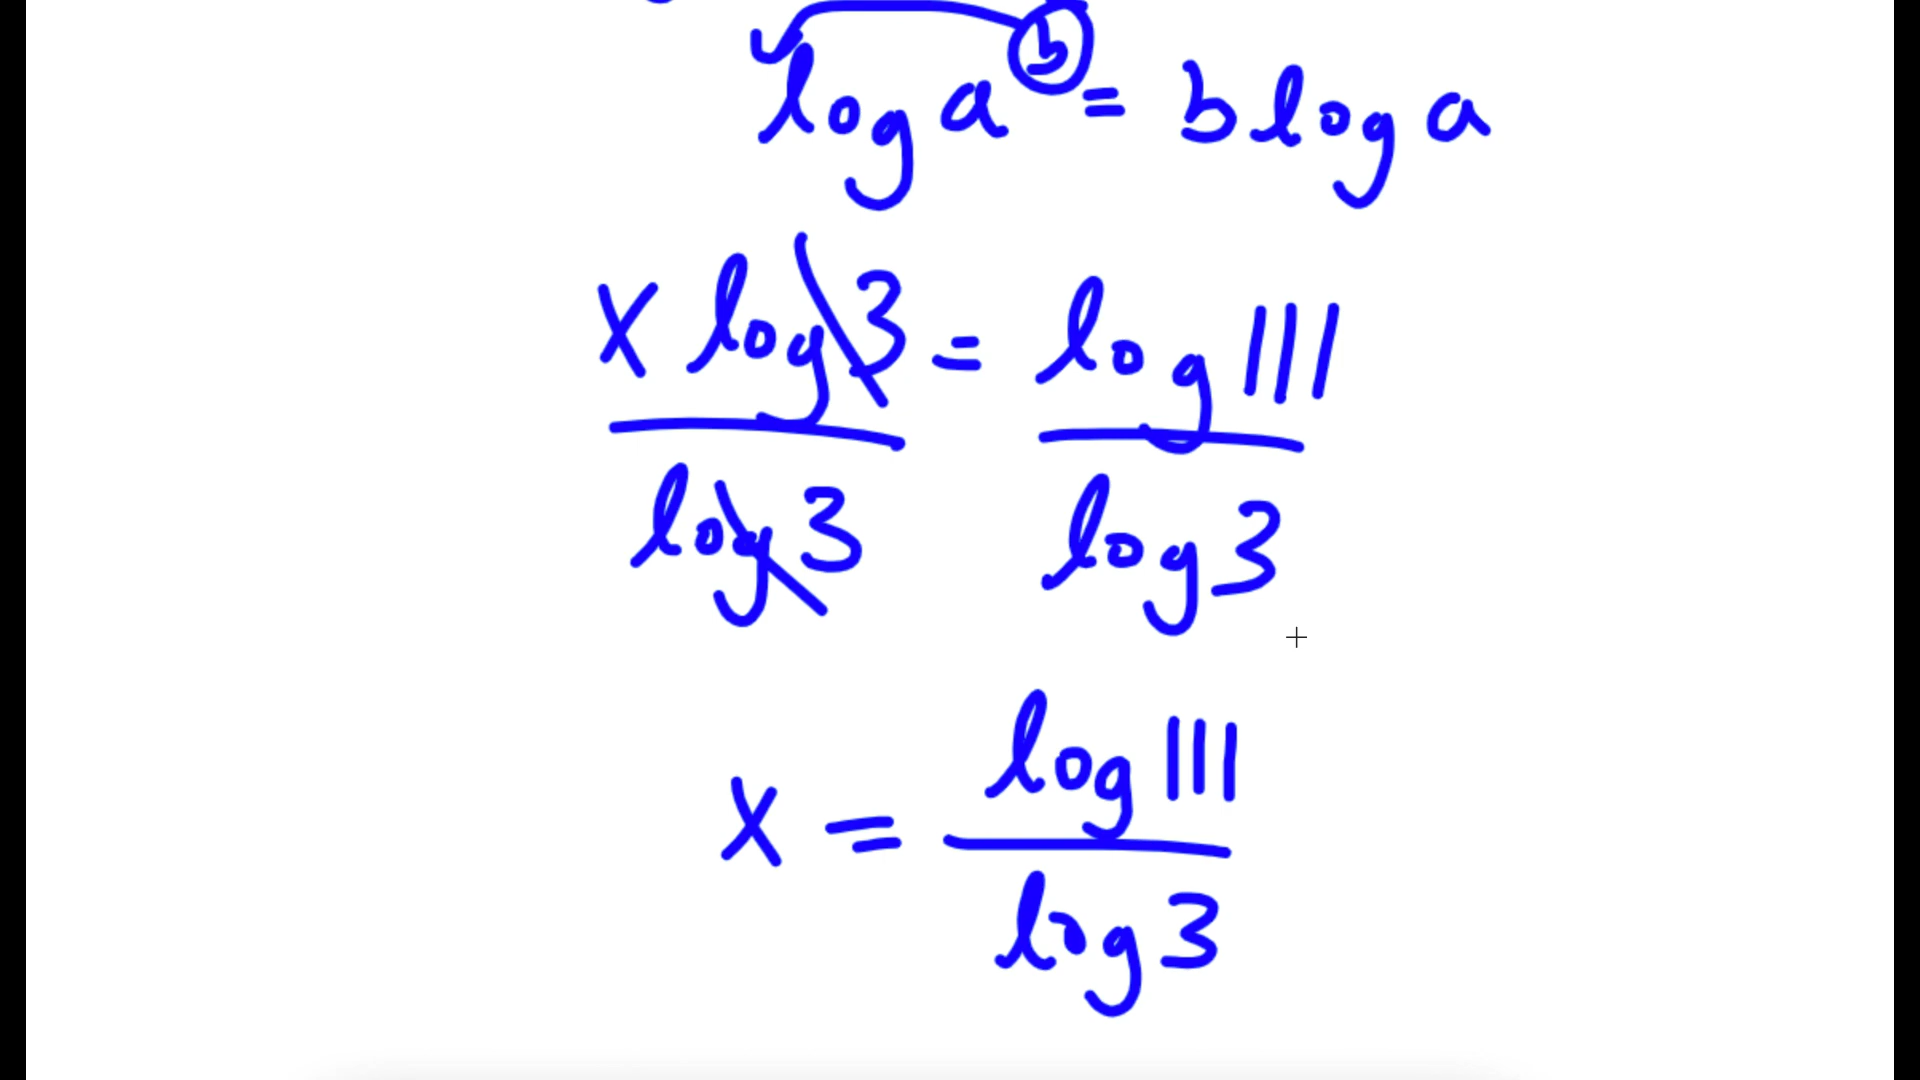 log a^b = b log a
x log 3 / log 3 = log 111 / log 3
x = log 111 / log 3